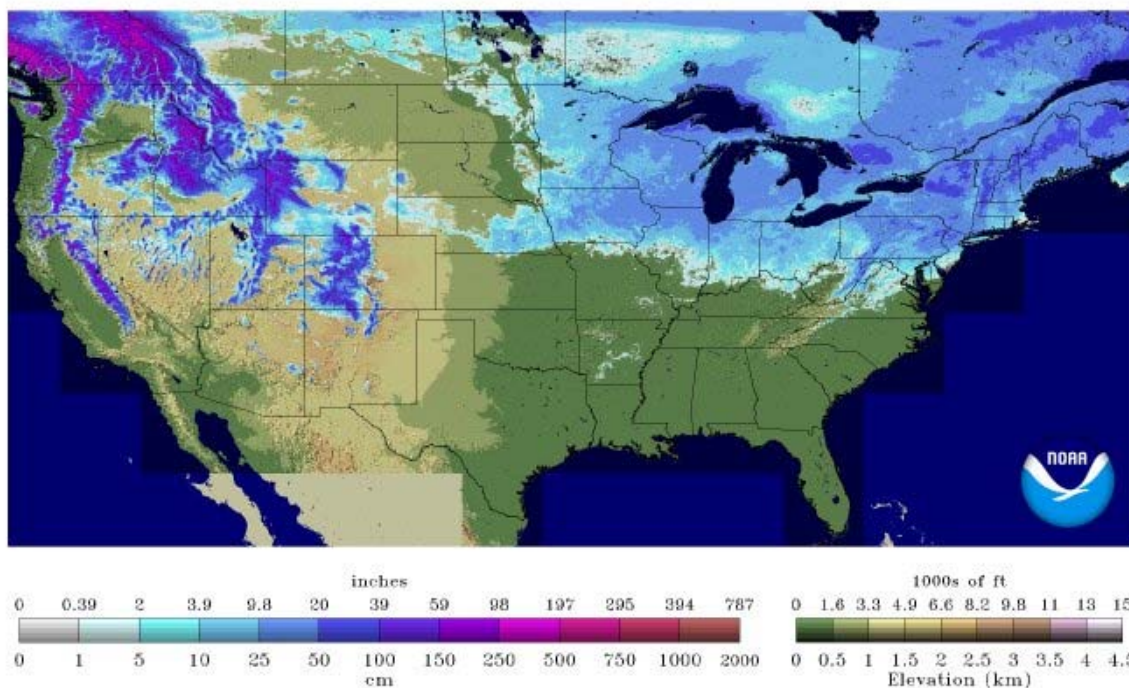 NOAA
inches 1000s of ft
0 0.39 2 3.9 9.8 20 39 59 98 197 295 394 787 0 1.6 3.3 4.9 6.6 8.2 9.8 11 13 15
0 1 5 10 25 50 100 150 250 500 750 1000 2000 0 0.5 1 1.5 2 2.5 3 3.5 4 4.5
cm Elevation (km)